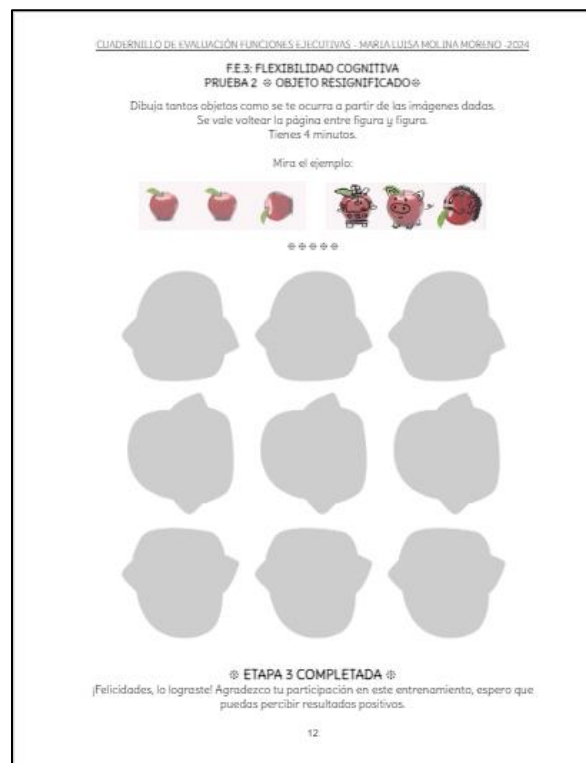 CUADERNILLO DE EVALUACIÓN FUNCIONES EJECUTIVAS - MARIA LUISA MOLINA MORENO -2024
F.E.3: FLEXIBILIDAD COGNITIVA
PRUEBA 2 ❉ OBJETO RESIGNIFICADO❉
Dibuja tantos objetos como se te ocurra a partir de las imágenes dadas.
Se vale voltear la página entre figura y figura.
Tienes 4 minutos.
Mira el ejemplo:
❉ ETAPA 3 COMPLETADA ❉
¡Felicidades, lo lograste! Agradezco tu participación en este entrenamiento, espero que
puedas percibir resultados positivos.
12